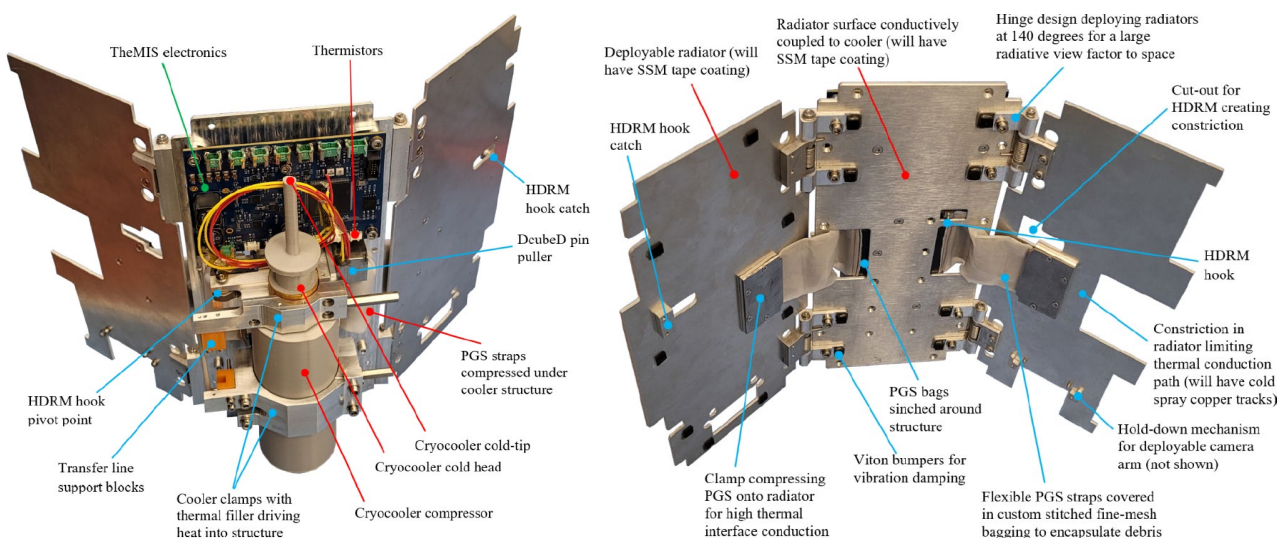 TheMIS electronics
Thermistors
HDRM
hook catch
DcubeD pin
puller
PGS straps
compressed under
cooler structure
Cryocooler cold-tip
Cryocooler cold head
Cryocooler compressor
Cooler clamps with
thermal filler driving
heat into structure
Transfer line
support blocks
HDRM hook
pivot point
Deployable radiator (will
have SSM tape coating)
Radiator surface conductively
coupled to cooler (will have
SSM tape coating)
Hinge design deploying radiators
at 140 degrees for a large
radiative view factor to space
Cut-out for
HDRM creating
constriction
HDRM hook
catch
HDRM
hook
Constriction in
radiator limiting
thermal conduction
path (will have cold
spray copper tracks)
Hold-down mechanism
for deployable camera
arm (not shown)
PGS bags
sinched around
structure
Viton bumpers for
vibration damping
Clamp compressing
PGS onto radiator
for high thermal
interface conduction
Flexible PGS straps covered
in custom stitched fine-mesh
bagging to encapsulate debris